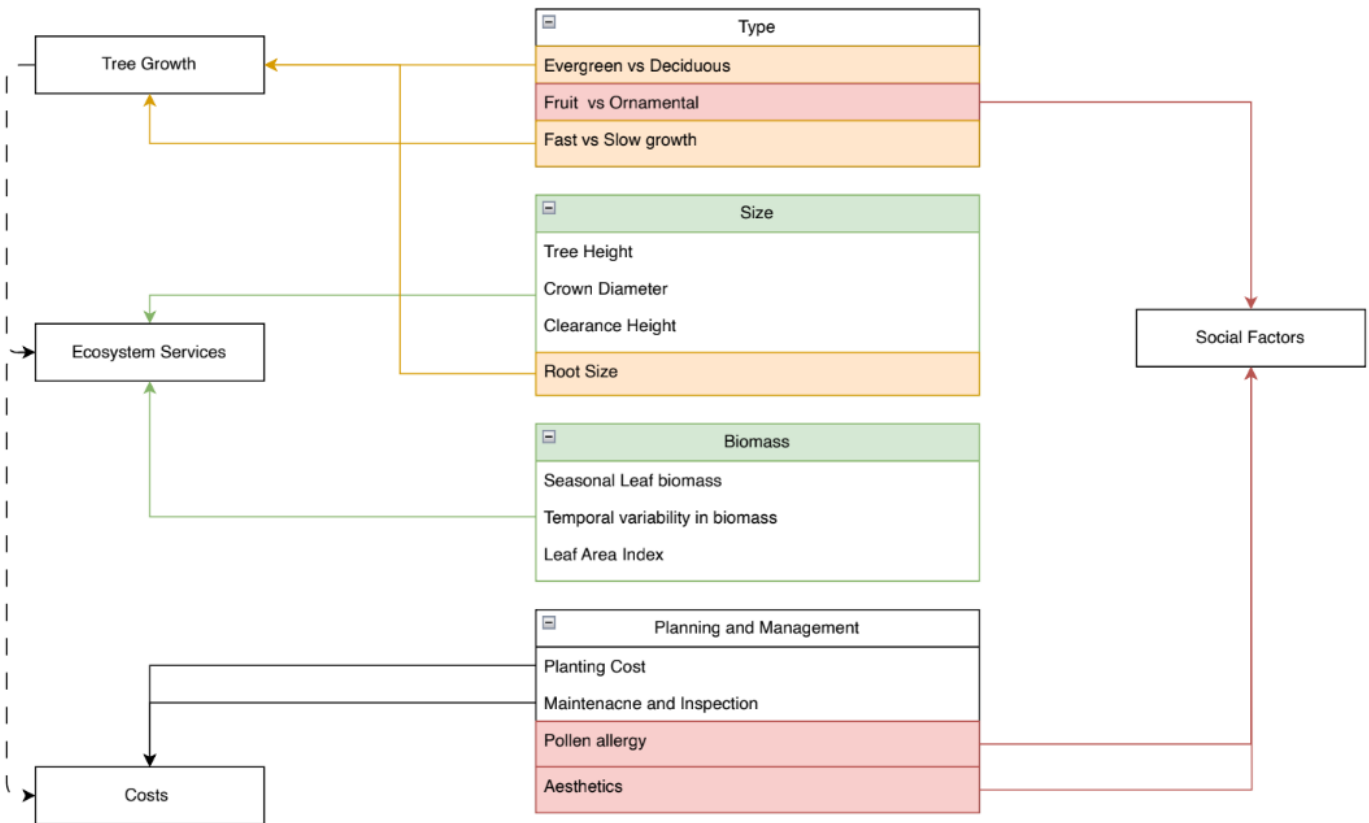 Type
Tree Growth
Evergreen vs Deciduous
Fruit vs Ornamental
Fast vs Slow growth
Size
Tree Height
Crown Diameter
Clearance Height
Root Size
Ecosystem Services
Social Factors
Biomass
Seasonal Leaf biomass
Temporal variability in biomass
Leaf Area Index
Planning and Management
Planting Cost
Maintenacne and Inspection
Pollen allergy
Aesthetics
Costs